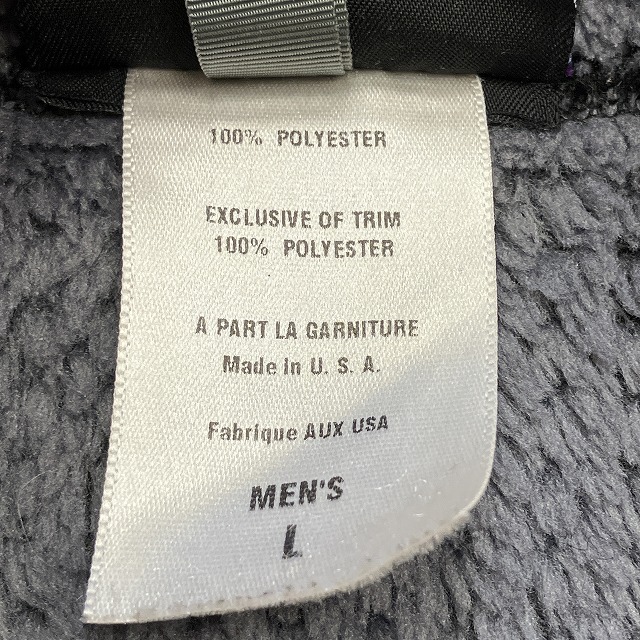 100% POLYESTER
EXCLUSIVE OF TRIM
100% POLYESTER
A PART LA GARNITURE
Made in U. S. A.
Fabrique AUX USA
MEN'S
L